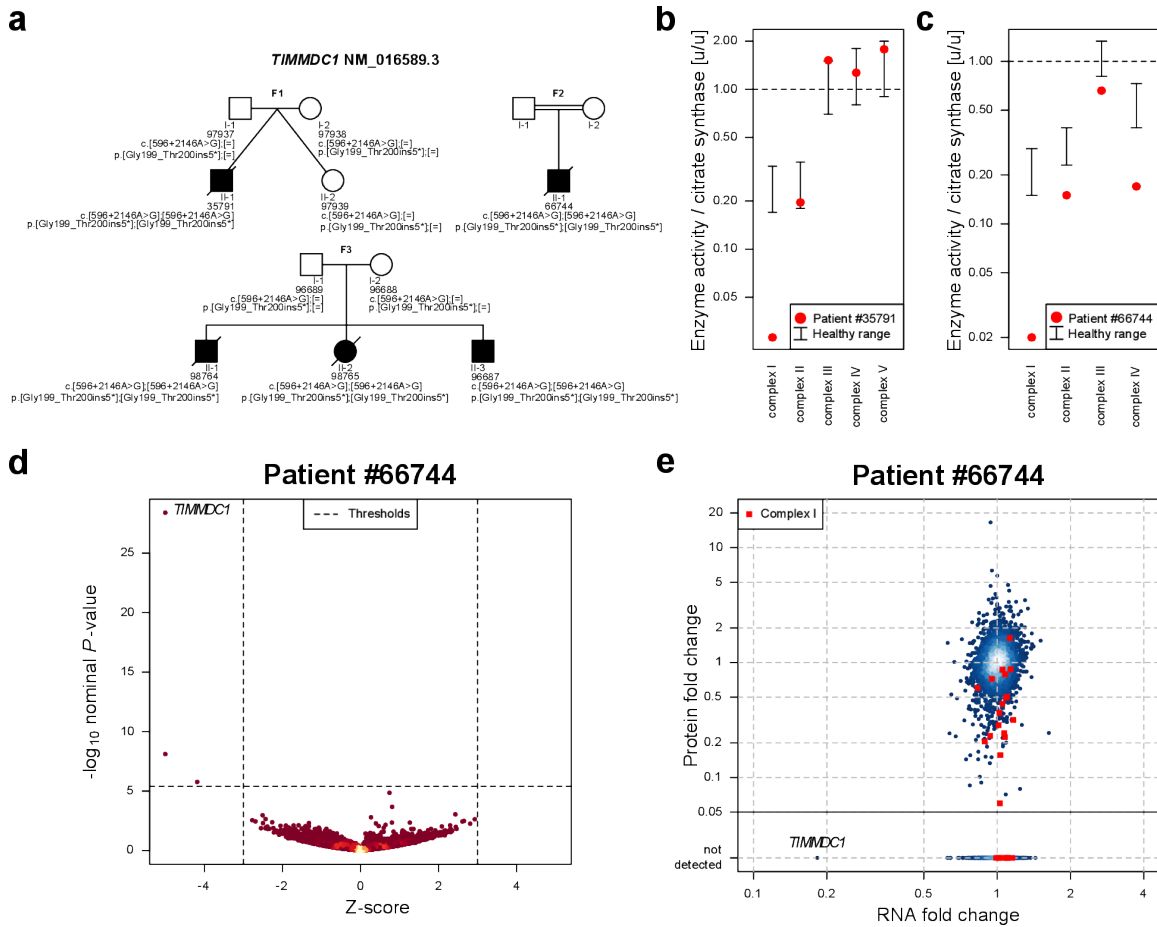 a
TIMMDC1 NM_016589.3
F1
I-1
97937
c.[596+2146A>G];[=]
p.[Gly199_Thr200ins5*];[=]
I-2
97938
c.[596+2146A>G];[=]
p.[Gly199_Thr200ins5*];[=]
II-1
35791
c.[596+2146A>G];[596+2146A>G]
p.[Gly199_Thr200ins5*];[Gly199_Thr200ins5*]
II-2
97939
c.[596+2146A>G];[=]
p.[Gly199_Thr200ins5*];[=]
F2
I-1
I-2
II-1
66744
c.[596+2146A>G];[596+2146A>G]
p.[Gly199_Thr200ins5*];[Gly199_Thr200ins5*]
F3
I-1
96689
c.[596+2146A>G];[=]
p.[Gly199_Thr200ins5*];[=]
I-2
96688
c.[596+2146A>G];[=]
p.[Gly199_Thr200ins5*];[=]
II-1
98764
c.[596+2146A>G];[596+2146A>G]
p.[Gly199_Thr200ins5*];[Gly199_Thr200ins5*]
II-2
98765
c.[596+2146A>G];[596+2146A>G]
p.[Gly199_Thr200ins5*];[Gly199_Thr200ins5*]
II-3
96687
c.[596+2146A>G];[596+2146A>G]
p.[Gly199_Thr200ins5*];[Gly199_Thr200ins5*]
b
Enzyme activity / citrate synthase [u/u]
2.00
1.00
0.50
0.20
0.10
0.05
Patient #35791
Healthy range
complex I
complex II
complex III
complex IV
complex V
c
Enzyme activity / citrate synthase [u/u]
1.00
0.50
0.20
0.10
0.05
0.02
Patient #66744
Healthy range
complex I
complex II
complex III
complex IV
d
Patient #66744
TIMMDC1
Thresholds
-log10 nominal P-value
25
20
15
10
5
0
-4
-2
0
2
4
Z-score
e
Patient #66744
Complex I
Protein fold change
20
10
5
2
1
0.5
0.2
0.1
0.05
not
detected
TIMMDC1
0.1
0.2
0.5
1
2
4
RNA fold change